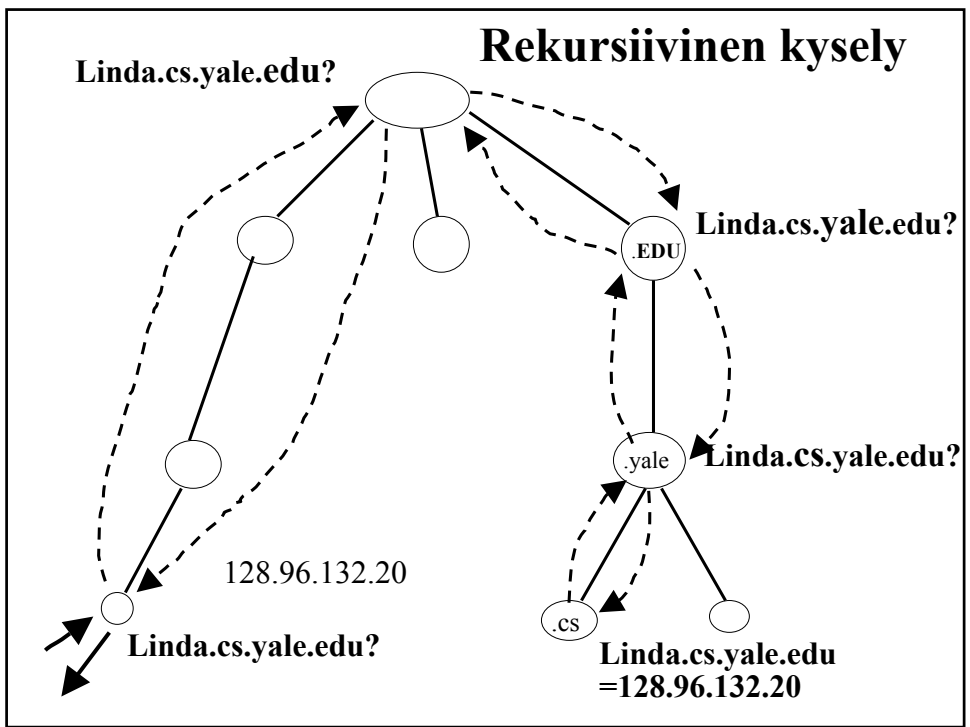 Rekursiivinen kysely
Linda.cs.yale.edu?
.EDU
Linda.cs.yale.edu?
.yale
Linda.cs.yale.edu?
128.96.132.20
.cs
Linda.cs.yale.edu?
Linda.cs.yale.edu
=128.96.132.20